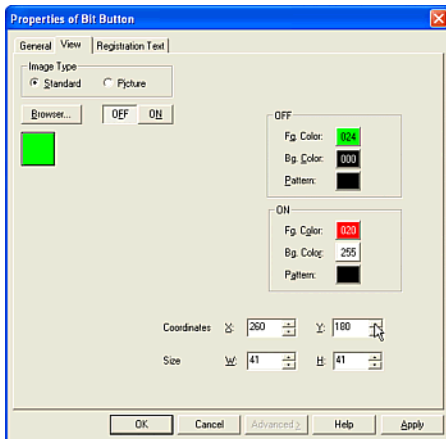 Properties of Bit Button
General View Registration Text
Image Type
Standard Picture
Browser... OFF ON
OFF
Fg. Color: 024
Bg. Color: 000
Pattern:
ON
Fg. Color: 020
Bg. Color: 255
Pattern:
Coordinates X: 260 Y: 180
Size W: 41 H: 41
OK Cancel Advanced > Help Apply